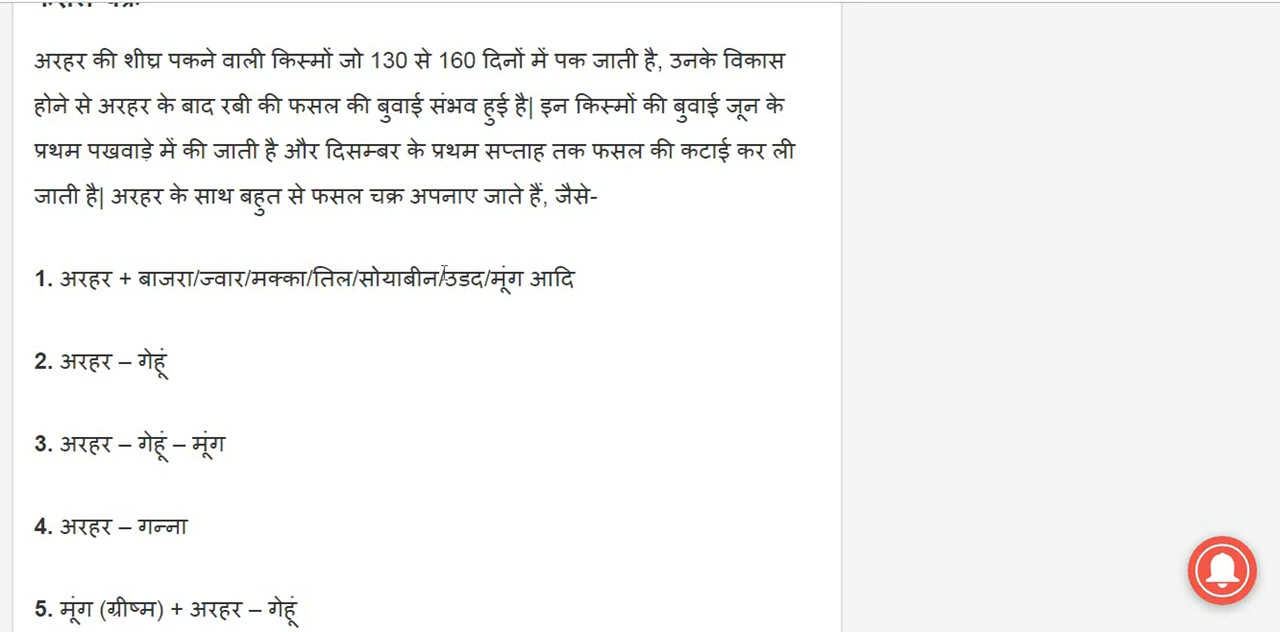 अरहर की शीघ्र पकने वाली किस्मों जो 130 से 160 दिनों में पक जाती है, उनके विकास
होने से अरहर के बाद रबी की फसल की बुवाई संभव हुई है| इन किस्मों की बुवाई जून के
प्रथम पखवाड़े में की जाती है और दिसम्बर के प्रथम सप्ताह तक फसल की कटाई कर ली
जाती है| अरहर के साथ बहुत से फसल चक्र अपनाए जाते हैं, जैसे-
1. अरहर + बाजरा/ज्वार/मक्का/तिल/सोयाबीन/उडद/मूंग आदि
2. अरहर – गेहूं
3. अरहर – गेहूं – मूंग
4. अरहर – गन्ना
5. मूंग (ग्रीष्म) + अरहर – गेहूं